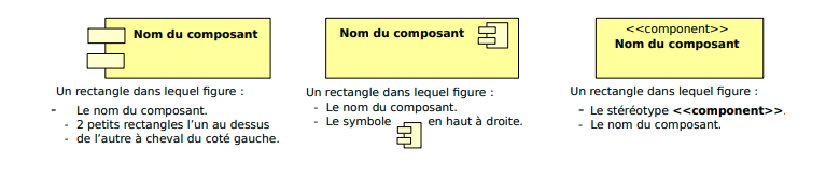 Nom du composant
Un rectangle dans lequel figure :
- Le nom du composant.
- 2 petits rectangles l’un au dessus
- de l’autre à cheval du coté gauche.
Nom du composant
Un rectangle dans lequel figure :
- Le nom du composant.
- Le symbole en haut à droite.
<<component>>
Nom du composant
Un rectangle dans lequel figure :
- Le stéréotype <<component>>.
- Le nom du composant.